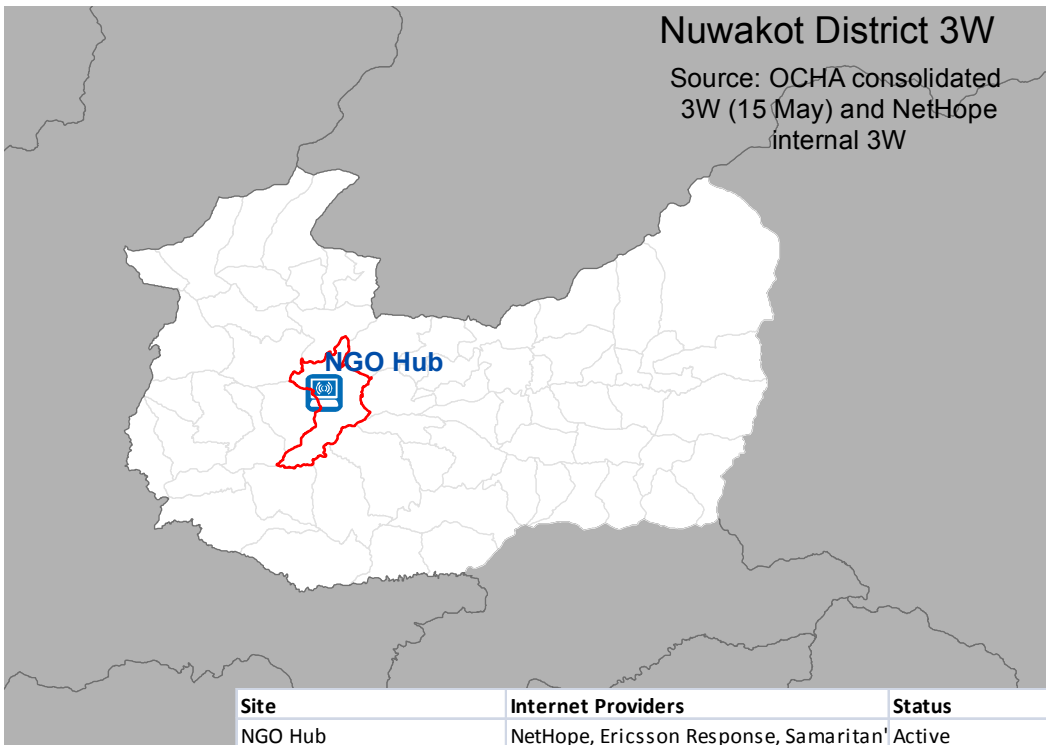 Nuwakot District 3W
Source: OCHA consolidated
3W (15 May) and NetHope
internal 3W
NGO Hub
Site Internet Providers Status
NGO Hub NetHope, Ericsson Response, Samaritan' Active